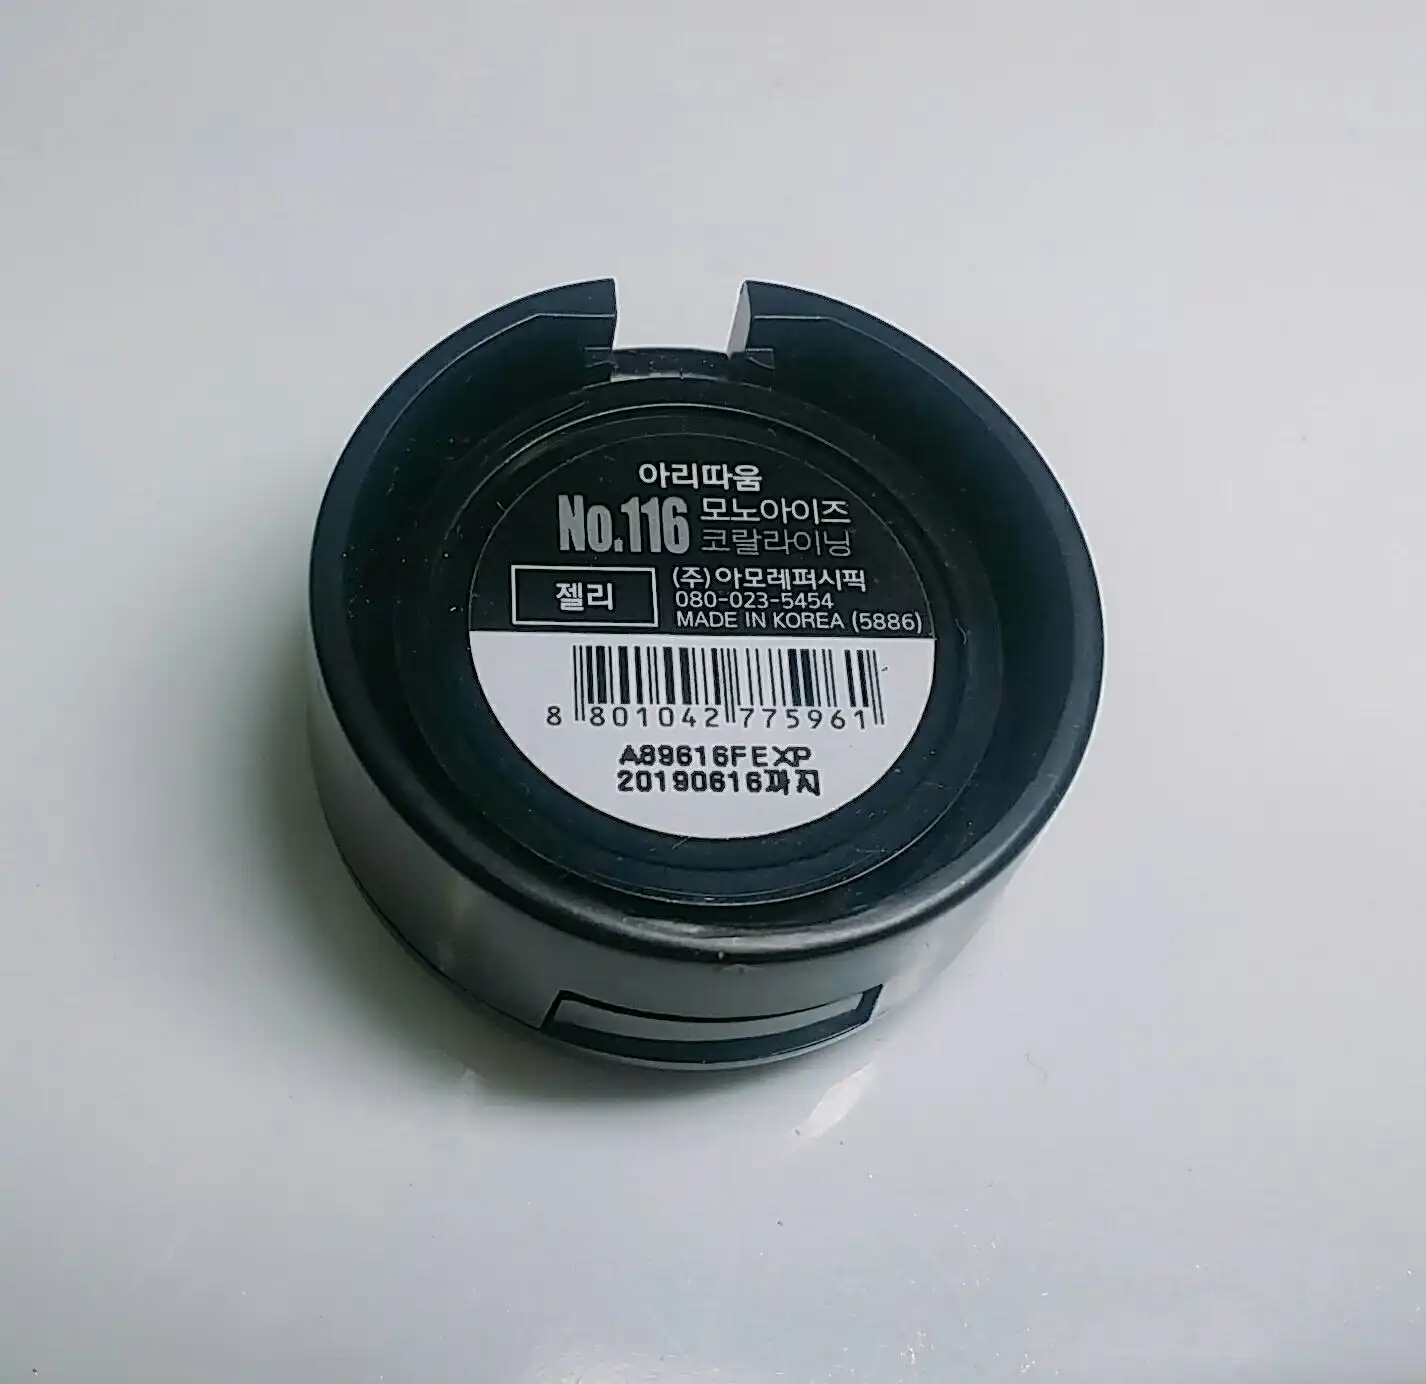 아리따움
No.116 모노아이즈
코랄라이닝
젤리
(주)아모레퍼시픽
080-023-5454
MADE IN KOREA (5886)
8 801042 775961
A89616F EXP
20190616까지